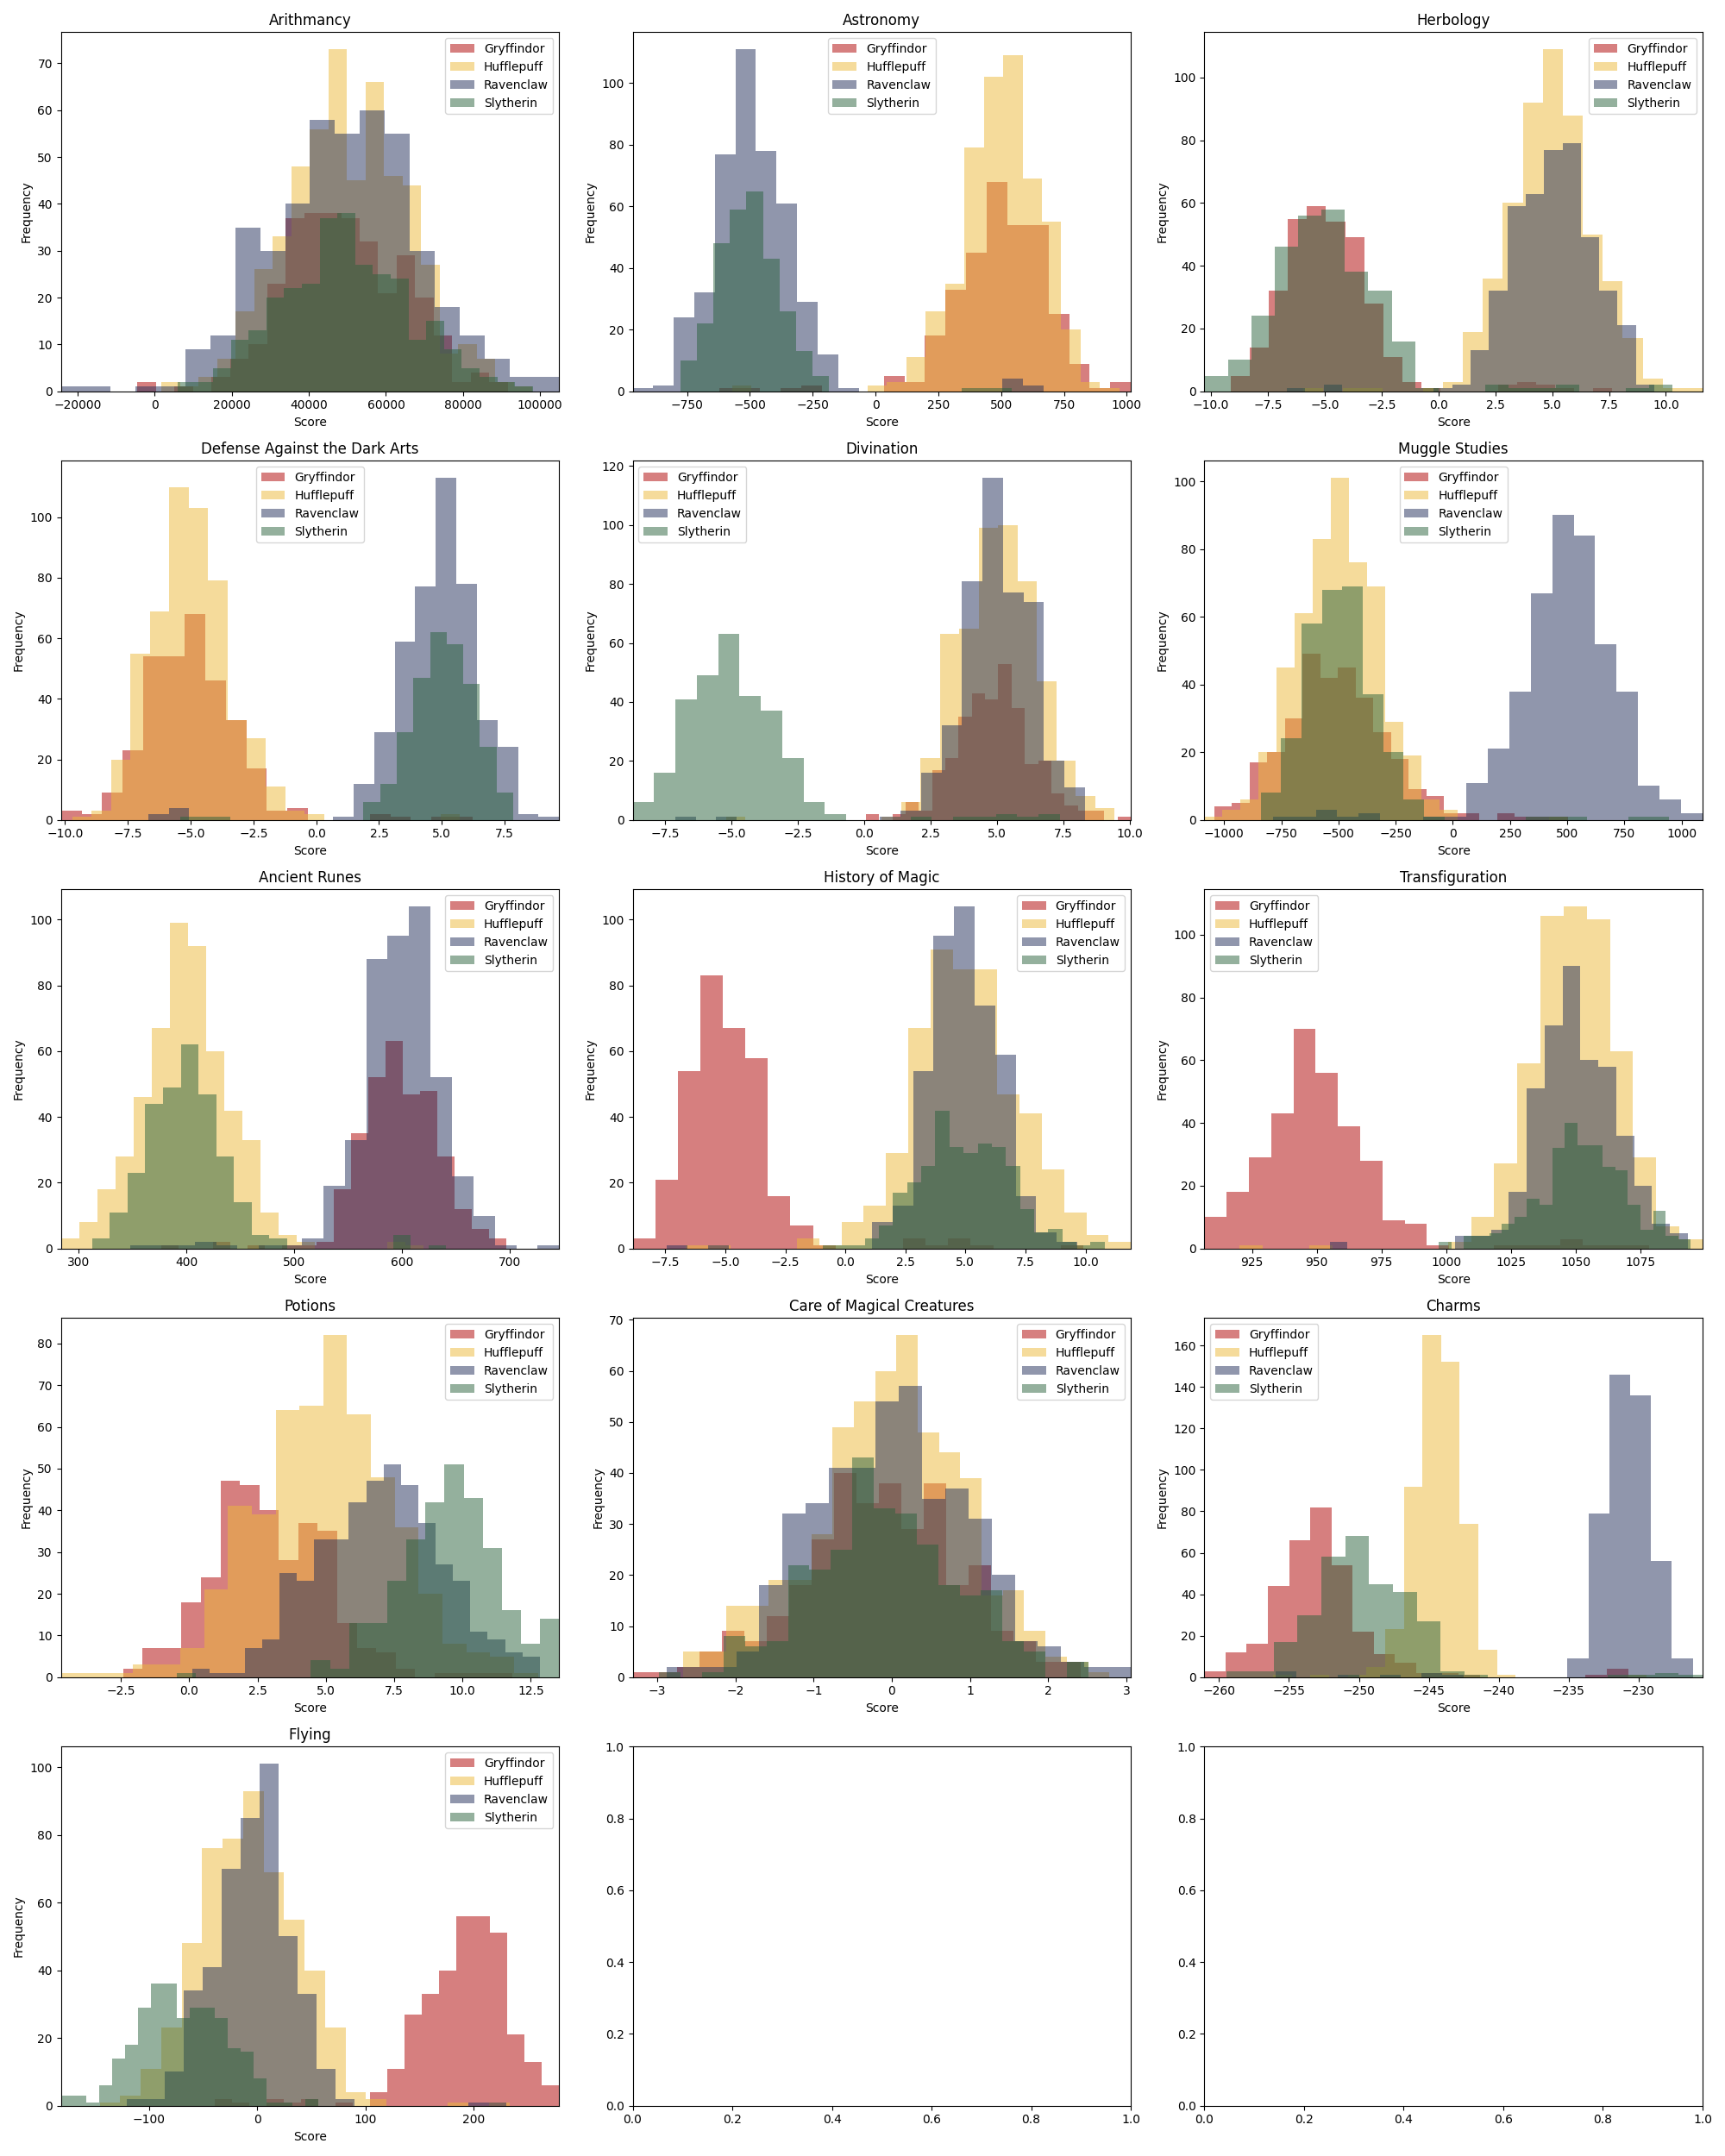 Arithmancy
Gryffindor
Hufflepuff
Ravenclaw
Slytherin
Frequency
70
60
50
40
30
20
10
0
−20000 0 20000 40000 60000 80000 100000
Score
Astronomy
Gryffindor
Hufflepuff
Ravenclaw
Slytherin
Frequency
100
80
60
40
20
0
−750 −500 −250 0 250 500 750 1000
Score
Herbology
Gryffindor
Hufflepuff
Ravenclaw
Slytherin
Frequency
100
80
60
40
20
0
−10.0 −7.5 −5.0 −2.5 0.0 2.5 5.0 7.5 10.0
Score
Defense Against the Dark Arts
Gryffindor
Hufflepuff
Ravenclaw
Slytherin
Frequency
100
80
60
40
20
0
−10.0 −7.5 −5.0 −2.5 0.0 2.5 5.0 7.5
Score
Divination
Gryffindor
Hufflepuff
Ravenclaw
Slytherin
Frequency
120
100
80
60
40
20
0
−7.5 −5.0 −2.5 0.0 2.5 5.0 7.5 10.0
Score
Muggle Studies
Gryffindor
Hufflepuff
Ravenclaw
Slytherin
Frequency
100
80
60
40
20
0
−1000 −750 −500 −250 0 250 500 750 1000
Score
Ancient Runes
Gryffindor
Hufflepuff
Ravenclaw
Slytherin
Frequency
100
80
60
40
20
0
300 400 500 600 700
Score
History of Magic
Gryffindor
Hufflepuff
Ravenclaw
Slytherin
Frequency
100
80
60
40
20
0
−7.5 −5.0 −2.5 0.0 2.5 5.0 7.5 10.0
Score
Transfiguration
Gryffindor
Hufflepuff
Ravenclaw
Slytherin
Frequency
100
80
60
40
20
0
925 950 975 1000 1025 1050 1075
Score
Potions
Gryffindor
Hufflepuff
Ravenclaw
Slytherin
Frequency
80
70
60
50
40
30
20
10
0
−2.5 0.0 2.5 5.0 7.5 10.0 12.5
Score
Care of Magical Creatures
Gryffindor
Hufflepuff
Ravenclaw
Slytherin
Frequency
70
60
50
40
30
20
10
0
−3 −2 −1 0 1 2 3
Score
Charms
Gryffindor
Hufflepuff
Ravenclaw
Slytherin
Frequency
160
140
120
100
80
60
40
20
0
−260 −255 −250 −245 −240 −235 −230
Score
Flying
Gryffindor
Hufflepuff
Ravenclaw
Slytherin
Frequency
100
80
60
40
20
0
−100 0 100 200
Score
1.0
0.8
0.6
0.4
0.2
0.0
0.0 0.2 0.4 0.6 0.8 1.0
1.0
0.8
0.6
0.4
0.2
0.0
0.0 0.2 0.4 0.6 0.8 1.0